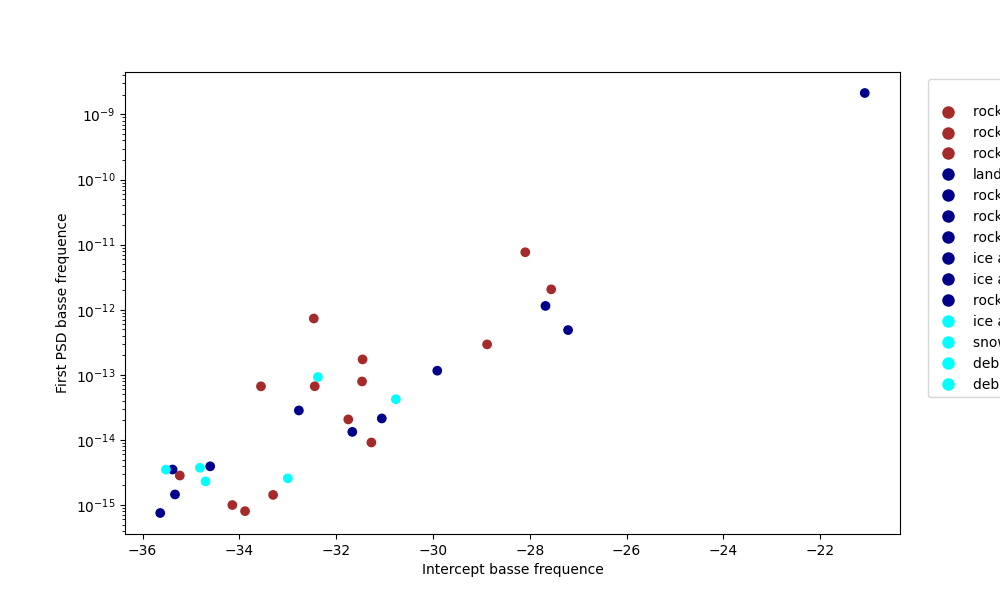 10⁻⁹
10⁻¹⁰
10⁻¹¹
10⁻¹²
10⁻¹³
10⁻¹⁴
10⁻¹⁵
First PSD basse frequence
−36 −34 −32 −30 −28 −26 −24 −22
Intercept basse frequence
rock
rock
rock
land
rock
rock
rock
ice a
ice a
rock
ice a
snow
deb
deb